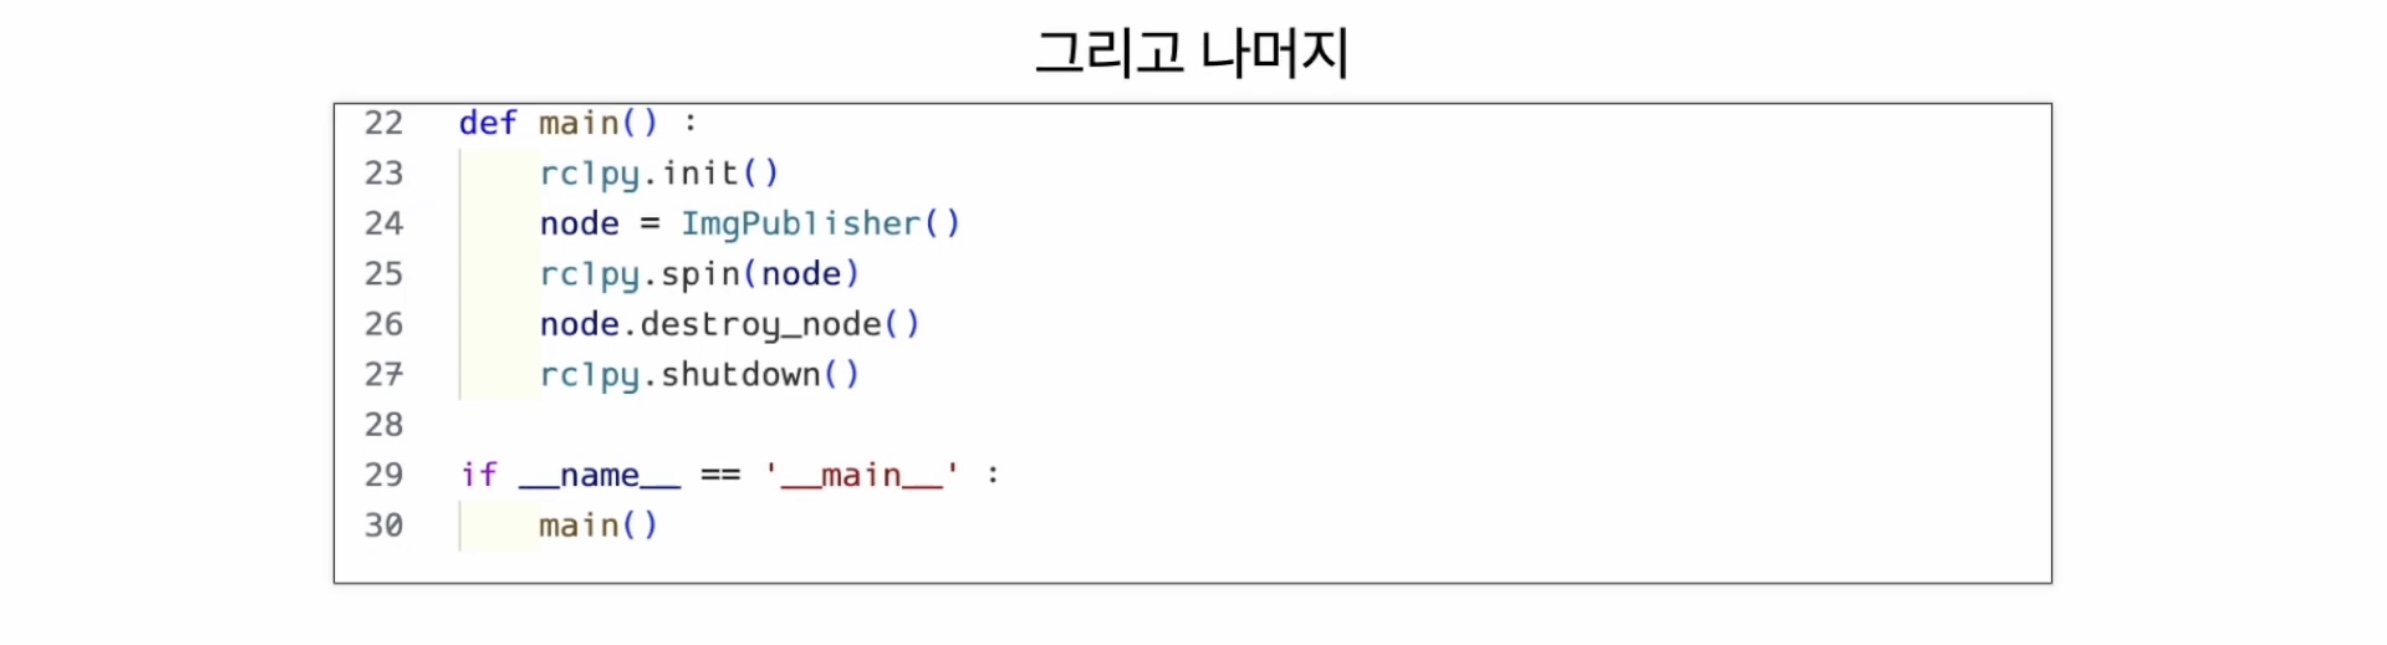 그리고 나머지
22 def main() :
23     rclpy.init()
24     node = ImgPublisher()
25     rclpy.spin(node)
26     node.destroy_node()
27     rclpy.shutdown()
28
29 if __name__ == '__main__' :
30     main()